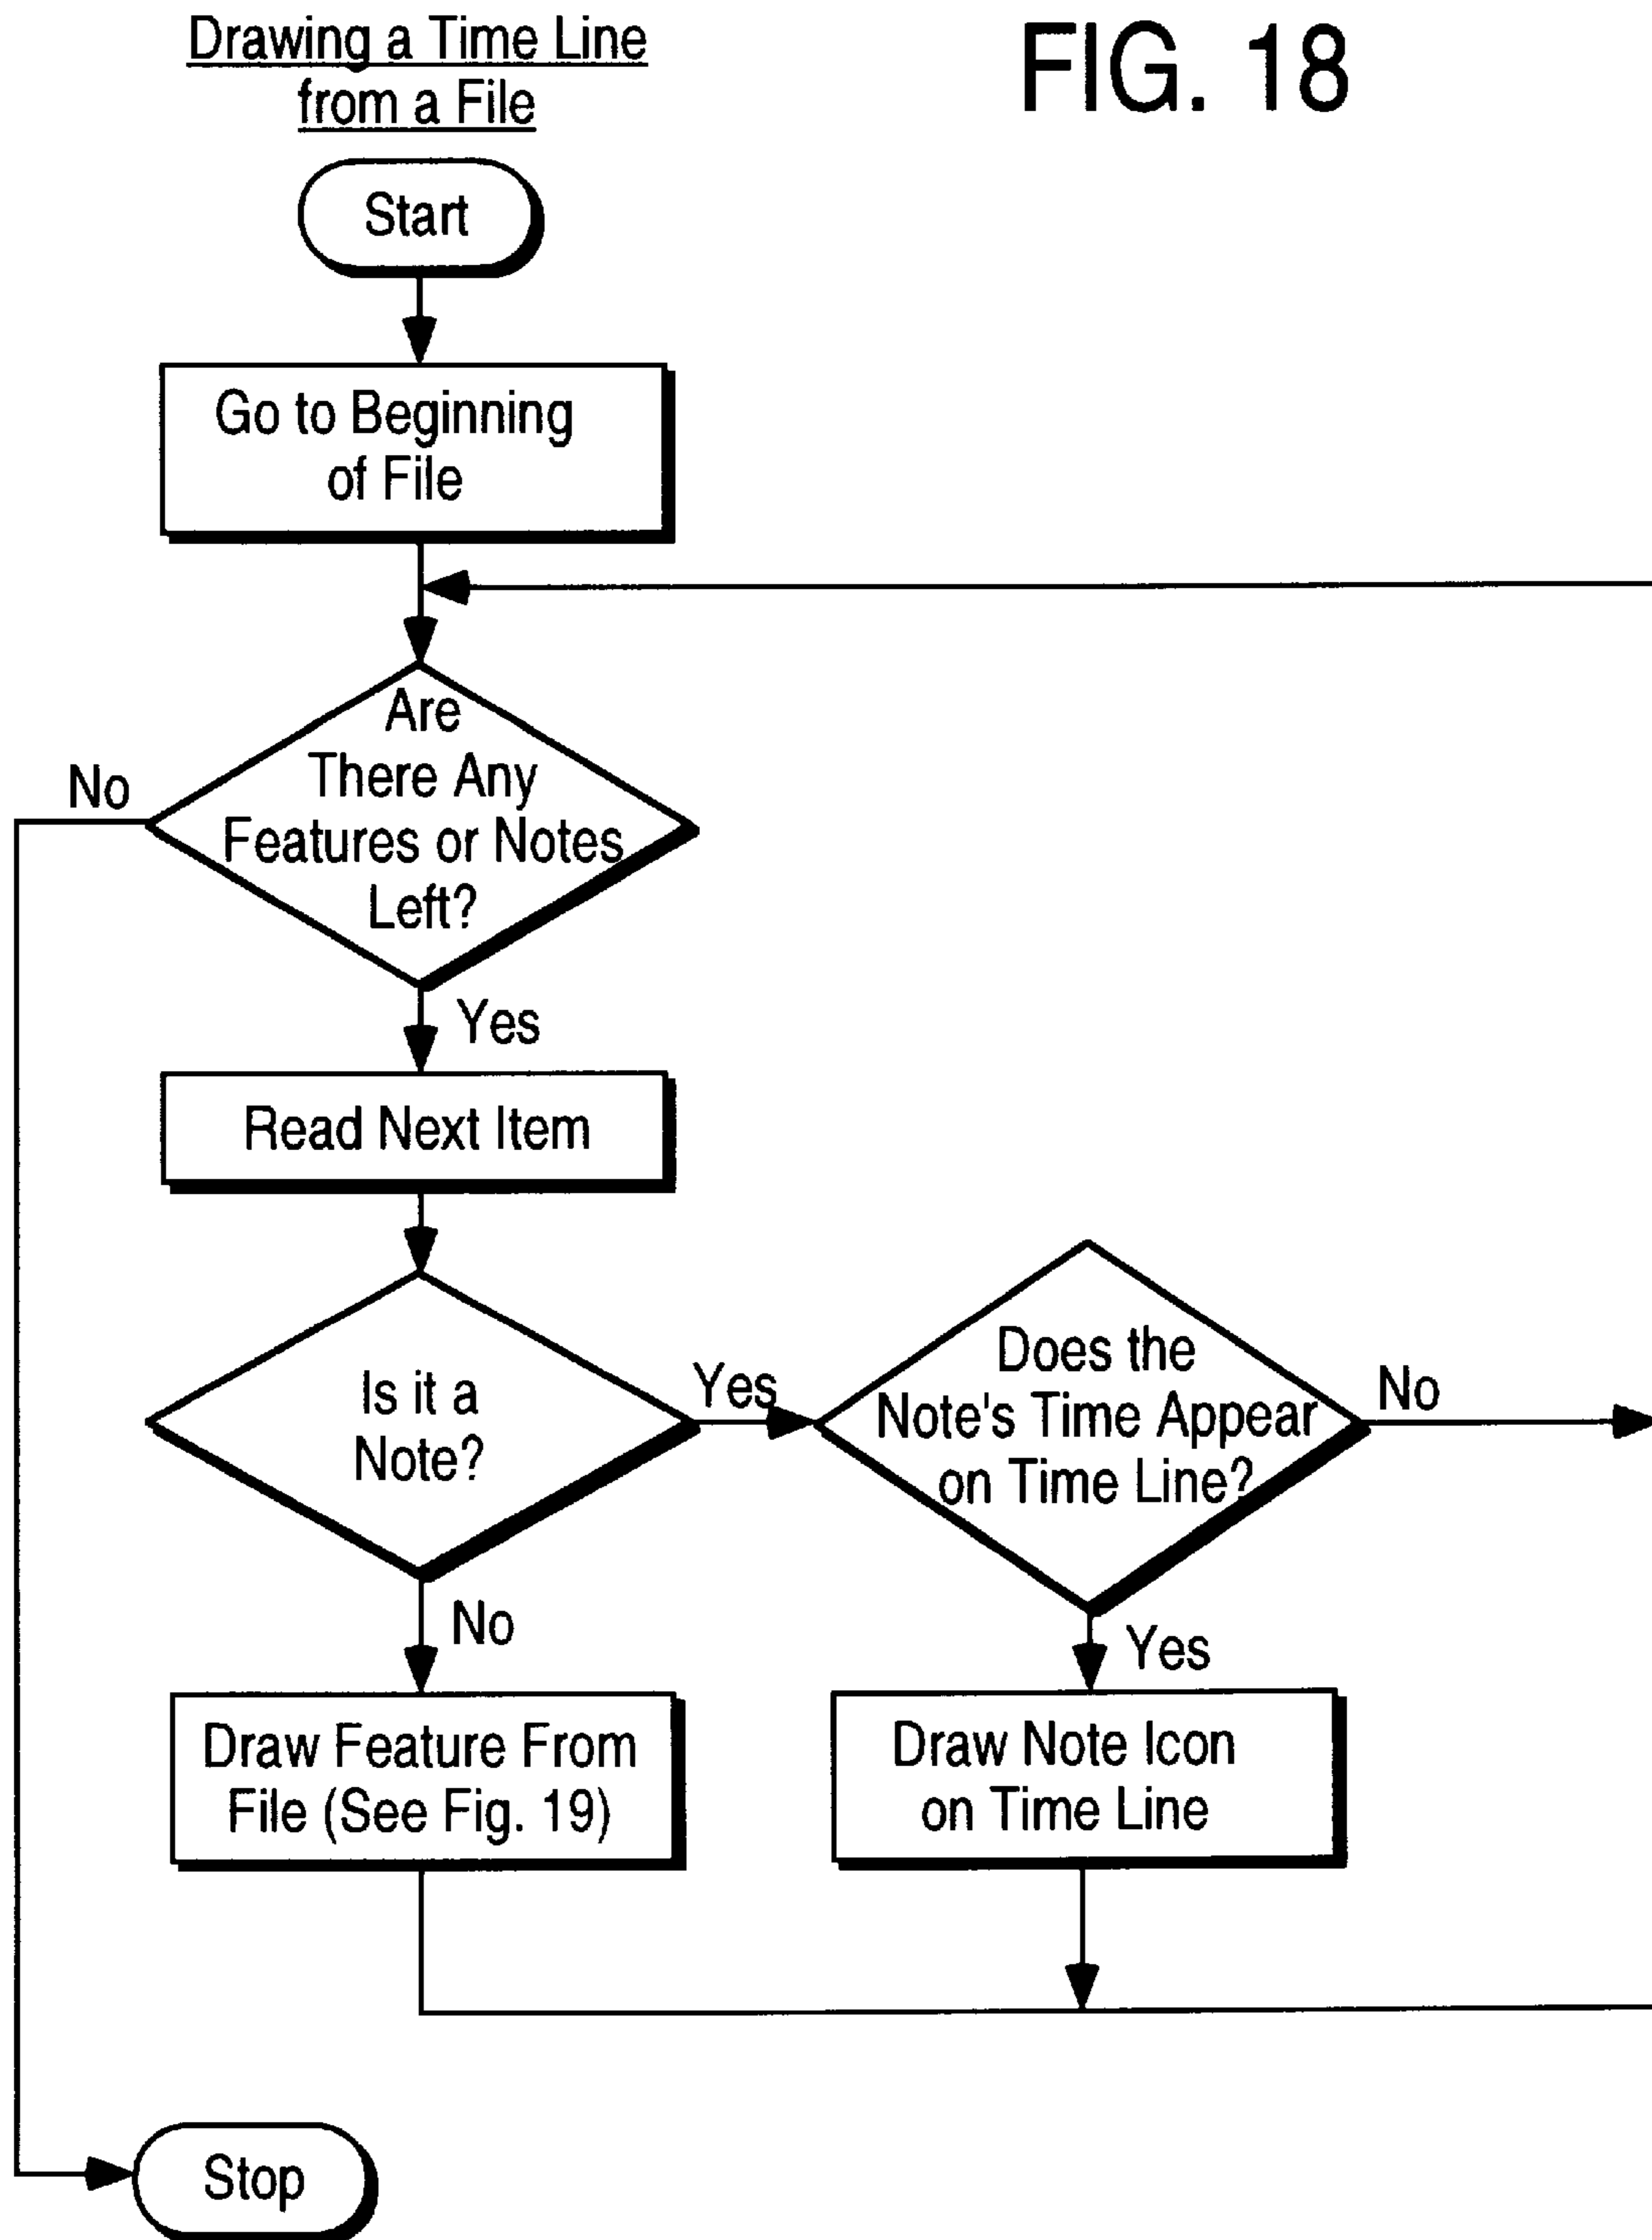 Drawing a Time Line
from a File
FIG. 18
Start
Go to Beginning
of File
Are
There Any
Features or Notes
Left?
No
Yes
Read Next Item
Is it a
Note?
Yes
Does the
Note's Time Appear
on Time Line?
No
No
Yes
Draw Feature From
File (See Fig. 19)
Draw Note Icon
on Time Line
Stop